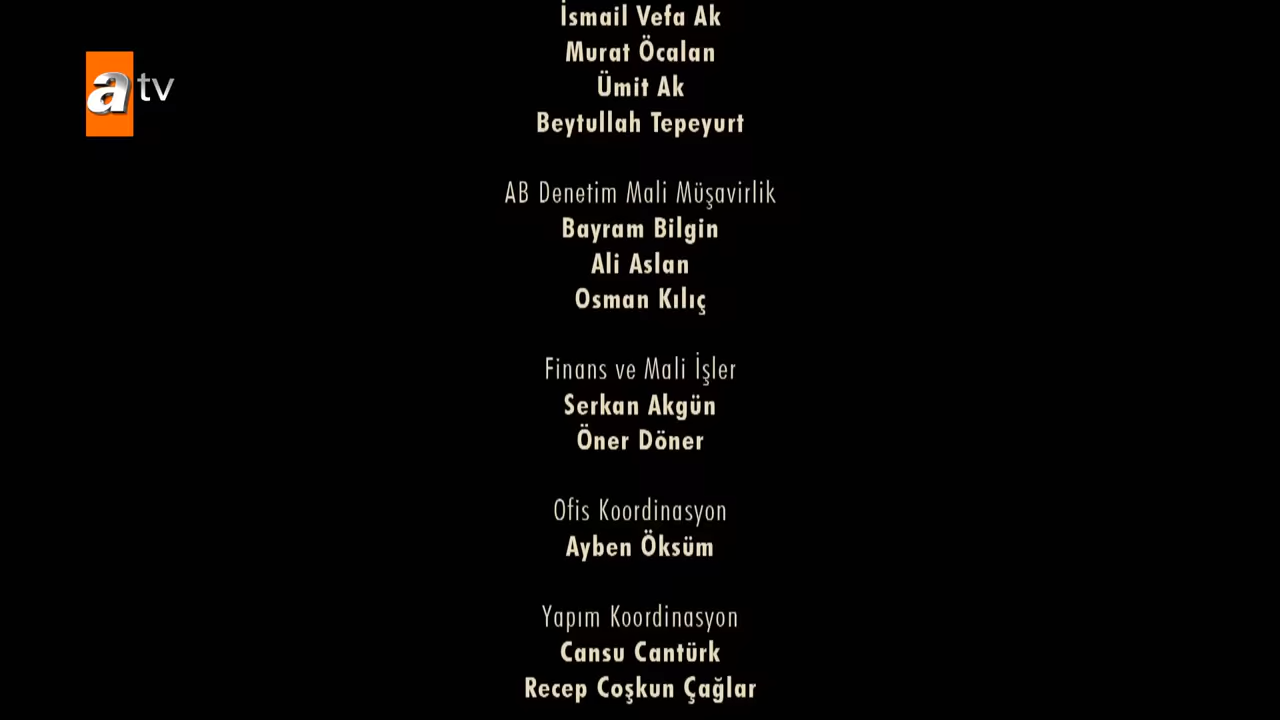 İsmail Vefa Ak
Murat Öcalan
Ümit Ak
Beytullah Tepeyurt
atv
AB Denetim Mali Müşavirlik
Bayram Bilgin
Ali Aslan
Osman Kılıç
Finans ve Mali İşler
Serkan Akgün
Öner Döner
Ofis Koordinasyon
Ayben Öksüm
Yapım Koordinasyon
Cansu Cantürk
Recep Coşkun Çağlar